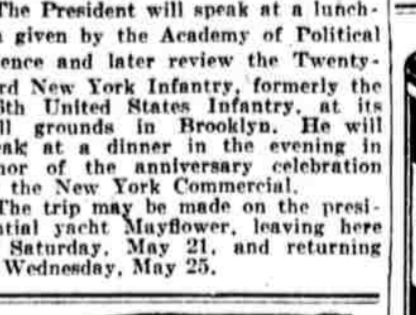 The President will speak at a lunch-
given by the Academy of Political
ence and later review the Twenty-
rd New York Infantry, formerly the
6th United States Infantry, at its
ll grounds in Brooklyn. He will
eak at a dinner in the evening in
nor of the anniversary celebration
the New York Commercial.
The trip may be made on the presi-
ntial yacht Mayflower, leaving here
Saturday, May 21, and returning
Wednesday, May 25.